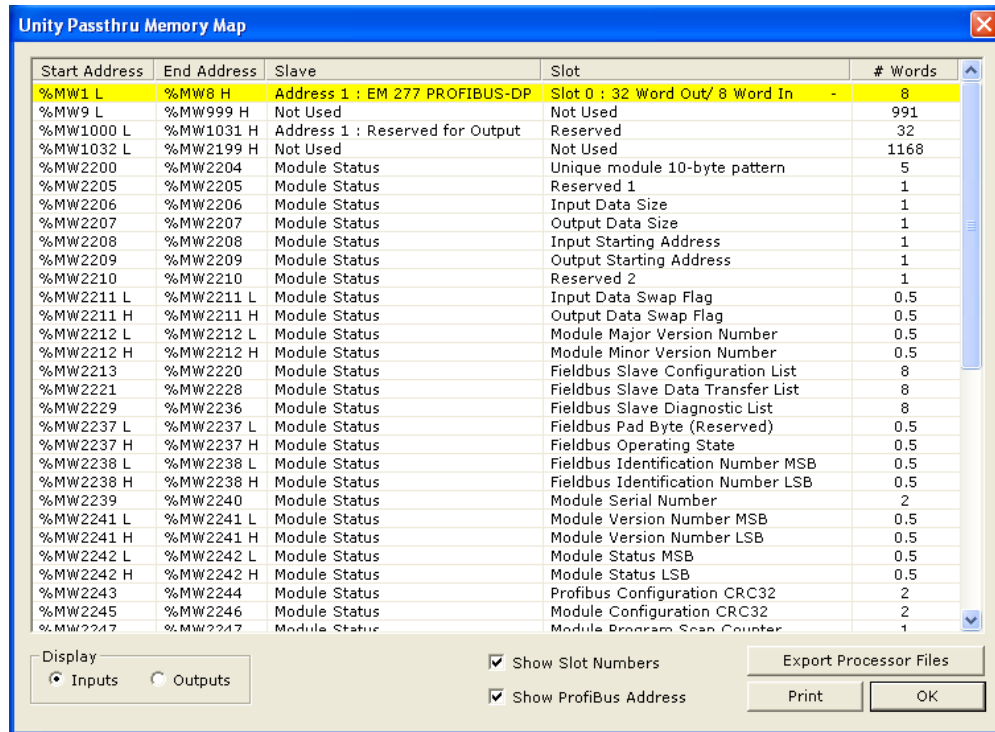 Unity Passthru Memory Map
Start Address End Address Slave Slot # Words
%MW1 L %MW8 H Address 1 : EM 277 PROFIBUS-DP Slot 0 : 32 Word Out/ 8 Word In - 8
%MW9 L %MW999 H Not Used Not Used 991
%MW1000 L %MW1031 H Address 1 : Reserved for Output Reserved 32
%MW1032 L %MW2199 H Not Used Not Used 1168
%MW2200 %MW2204 Module Status Unique module 10-byte pattern 5
%MW2205 %MW2205 Module Status Reserved 1 1
%MW2206 %MW2206 Module Status Input Data Size 1
%MW2207 %MW2207 Module Status Output Data Size 1
%MW2208 %MW2208 Module Status Input Starting Address 1
%MW2209 %MW2209 Module Status Output Starting Address 1
%MW2210 %MW2210 Module Status Reserved 2 1
%MW2211 L %MW2211 L Module Status Input Data Swap Flag 0.5
%MW2211 H %MW2211 H Module Status Output Data Swap Flag 0.5
%MW2212 L %MW2212 L Module Status Module Major Version Number 0.5
%MW2212 H %MW2212 H Module Status Module Minor Version Number 0.5
%MW2213 %MW2220 Module Status Fieldbus Slave Configuration List 8
%MW2221 %MW2228 Module Status Fieldbus Slave Data Transfer List 8
%MW2229 %MW2236 Module Status Fieldbus Slave Diagnostic List 8
%MW2237 L %MW2237 L Module Status Fieldbus Pad Byte (Reserved) 0.5
%MW2237 H %MW2237 H Module Status Fieldbus Operating State 0.5
%MW2238 L %MW2238 L Module Status Fieldbus Identification Number MSB 0.5
%MW2238 H %MW2238 H Module Status Fieldbus Identification Number LSB 0.5
%MW2239 %MW2240 Module Status Module Serial Number 2
%MW2241 L %MW2241 L Module Status Module Version Number MSB 0.5
%MW2241 H %MW2241 H Module Status Module Version Number LSB 0.5
%MW2242 L %MW2242 L Module Status Module Status MSB 0.5
%MW2242 H %MW2242 H Module Status Module Status LSB 0.5
%MW2243 %MW2244 Module Status Profibus Configuration CRC32 2
%MW2245 %MW2246 Module Status Module Configuration CRC32 2
%MW2247 %MW2247 Module Status Module Program Scan Counter 1
Display
Inputs Outputs
Show Slot Numbers
Show ProfiBus Address
Export Processor Files
Print OK